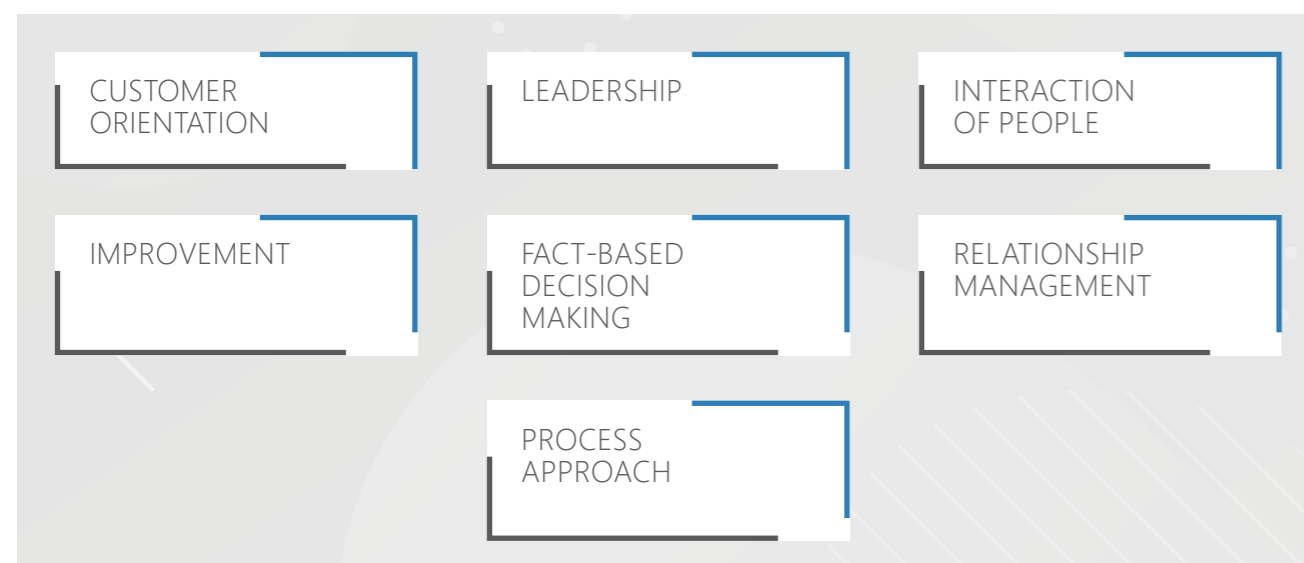 CUSTOMER
ORIENTATION
LEADERSHIP
INTERACTION
OF PEOPLE
IMPROVEMENT
FACT-BASED
DECISION
MAKING
RELATIONSHIP
MANAGEMENT
PROCESS
APPROACH